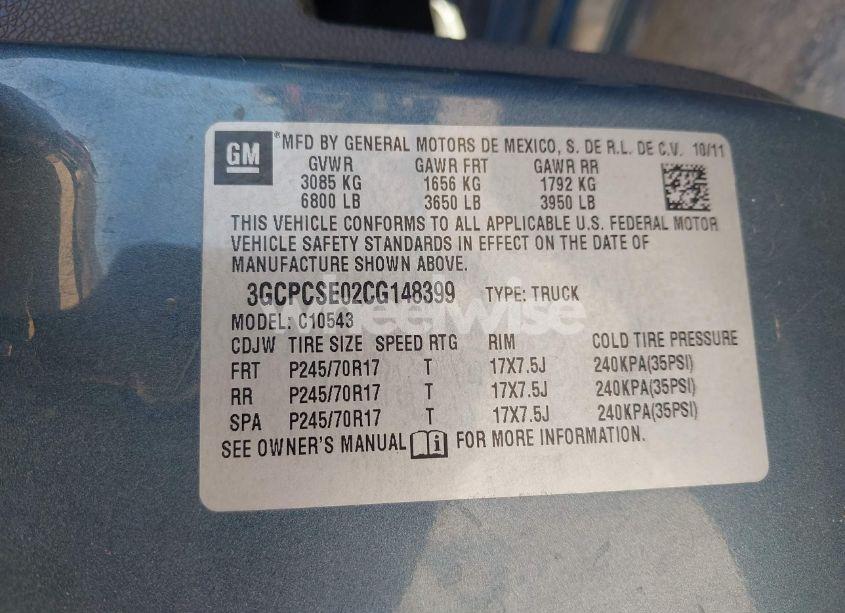 GM ®MFD BY GENERAL MOTORS DE MEXICO, S. DE R.L. DE C.V. 10/11
GVWR GAWR FRT GAWR RR
3085 KG 1656 KG 1792 KG
6800 LB 3650 LB 3950 LB
THIS VEHICLE CONFORMS TO ALL APPLICABLE U.S. FEDERAL MOTOR
VEHICLE SAFETY STANDARDS IN EFFECT ON THE DATE OF
MANUFACTURE SHOWN ABOVE.
3GCPCSE02CG148399 TYPE: TRUCK
wheelwise
MODEL: C10543
CDJW TIRE SIZE SPEED RTG RIM COLD TIRE PRESSURE
FRT P245/70R17 T 17X7.5J 240KPA(35PSI)
RR P245/70R17 T 17X7.5J 240KPA(35PSI)
SPA P245/70R17 T 17X7.5J 240KPA(35PSI)
SEE OWNER'S MANUAL i FOR MORE INFORMATION.